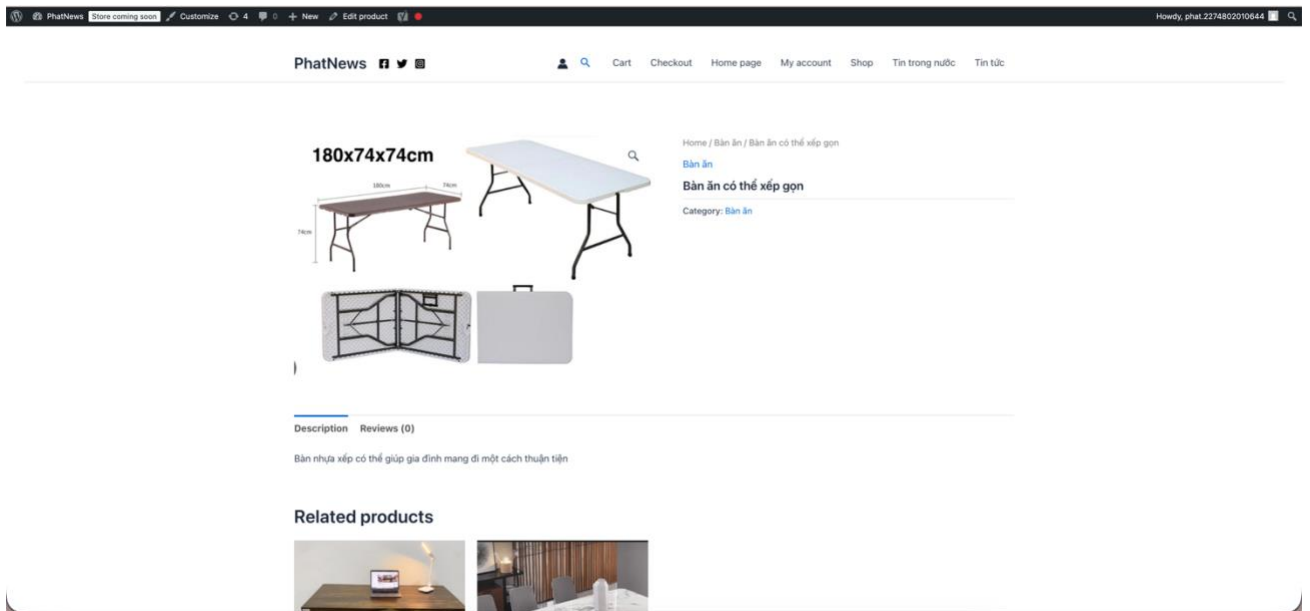 PhatNews Store coming soon Customize 4 0 New Edit product Howdy, phat.2274802010644
PhatNews Cart Checkout Home page My account Shop Tin trong nước Tin tức
180x74x74cm
180cm 74cm
74cm
Home / Bàn ăn / Bàn ăn có thể xếp gọn
Bàn ăn
Bàn ăn có thể xếp gọn
Category: Bàn ăn
Description Reviews (0)
Bàn nhựa xếp có thể giúp gia đình mang đi một cách thuận tiện
Related products